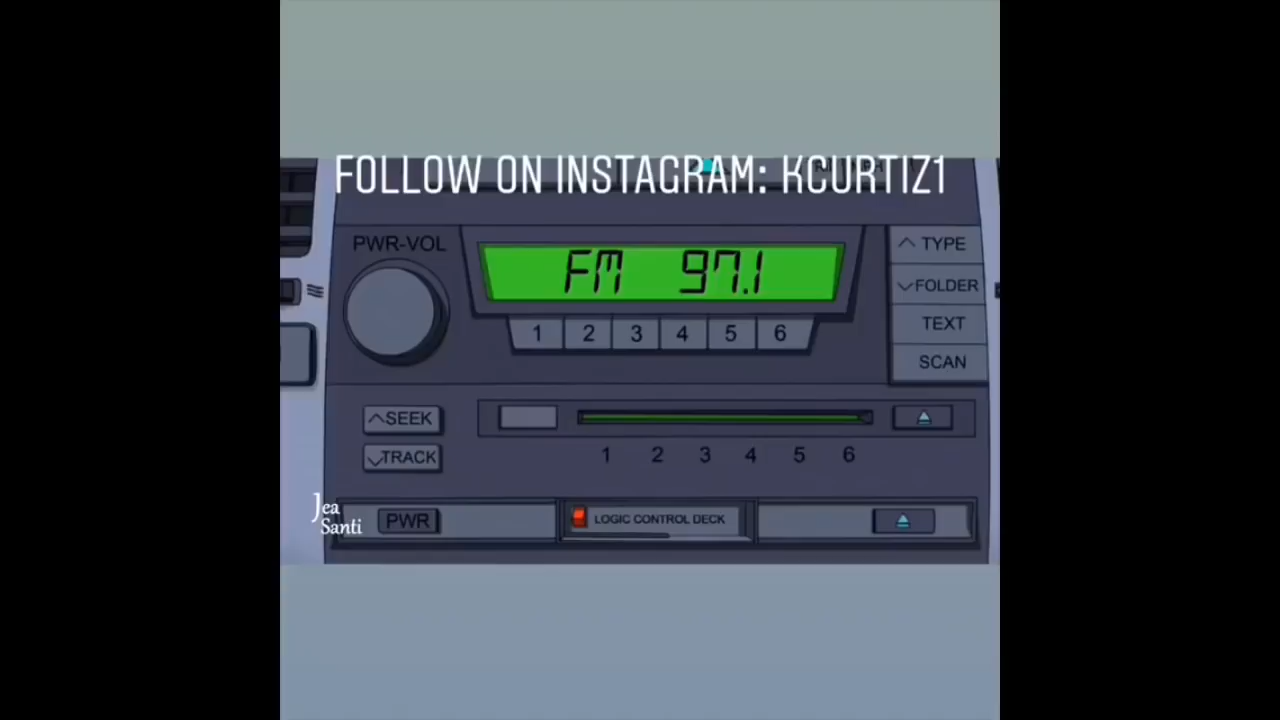 FOLLOW ON INSTAGRAM: KCURTIZ1
PWR-VOL
FM 97.1
TYPE
FOLDER
TEXT
SCAN
1 2 3 4 5 6
SEEK
TRACK
1 2 3 4 5 6
Jea
Santi
PWR
LOGIC CONTROL DECK